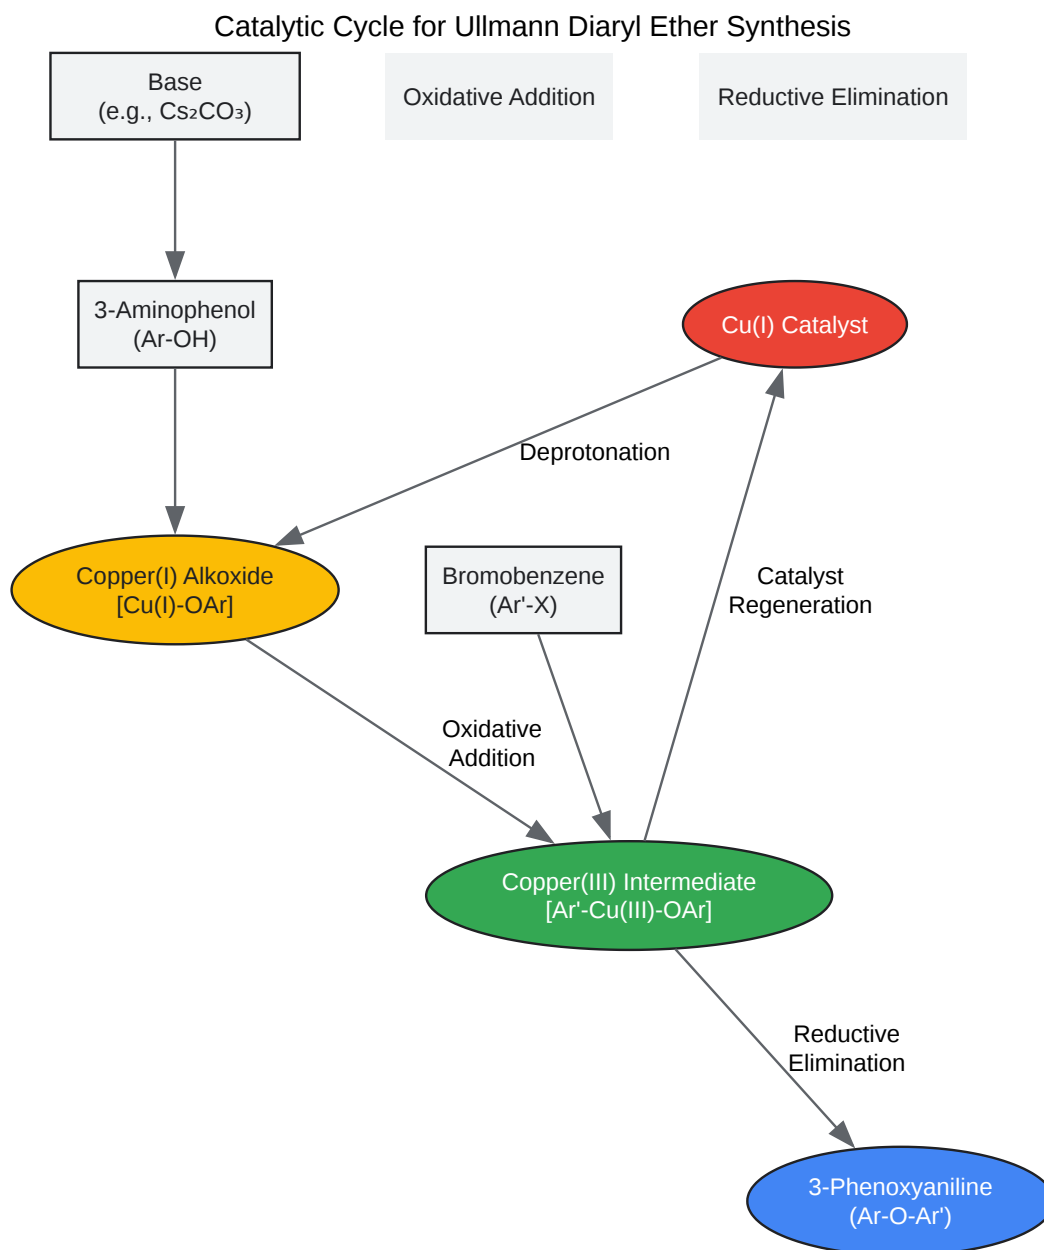 Catalytic Cycle for Ullmann Diaryl Ether Synthesis
Base
(e.g., Cs₂CO₃)
Oxidative Addition
Reductive Elimination
3-Aminophenol
(Ar-OH)
Cu(I) Catalyst
Deprotonation
Copper(I) Alkoxide
[Cu(I)-OAr]
Bromobenzene
(Ar'-X)
Catalyst
Regeneration
Oxidative
Addition
Copper(III) Intermediate
[Ar'-Cu(III)-OAr]
Reductive
Elimination
3-Phenoxyaniline
(Ar-O-Ar')